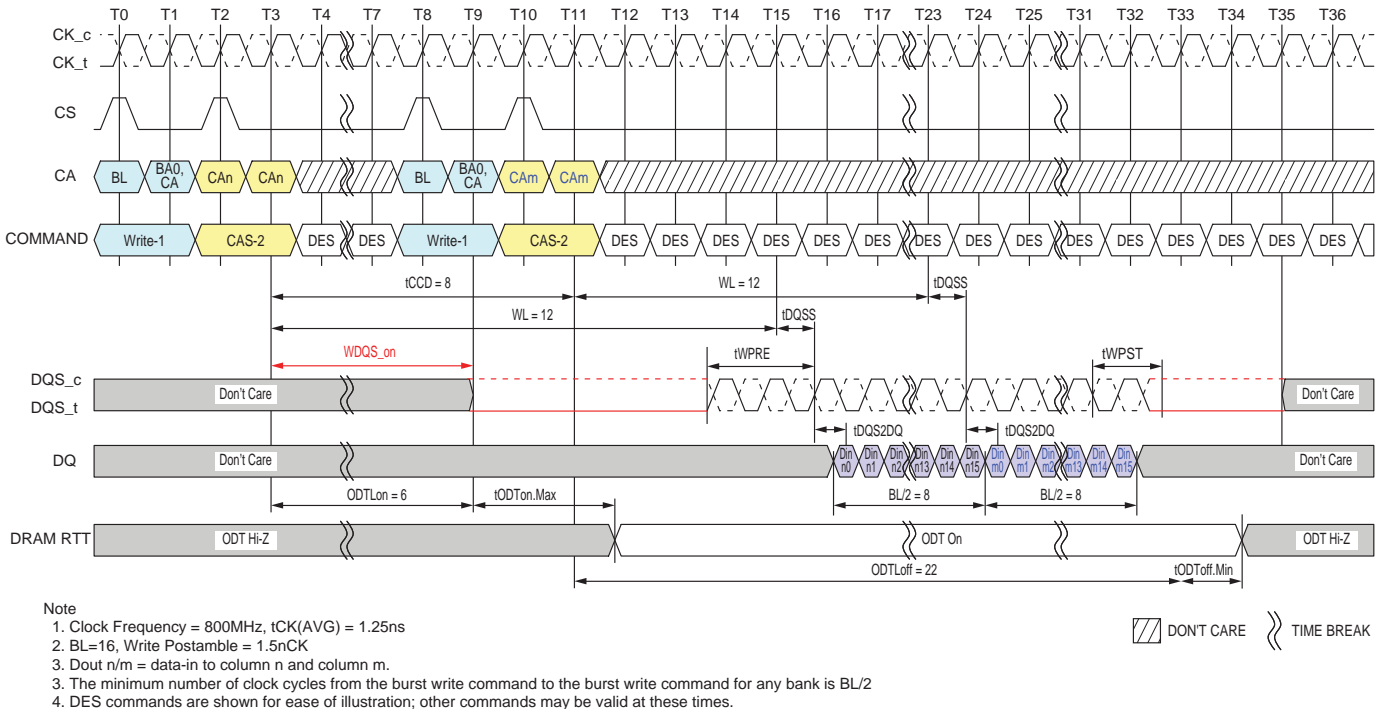 T0 T1 T2 T3 T4 T7 T8 T9 T10 T11 T12 T13 T14 T15 T16 T17 T23 T24 T25 T31 T32 T33 T35 T36
CK_c
CK_t
CS
CA BL BA0, CA CAn CAn BL BA0, CA CAm CAm
COMMAND Write-1 CAS-2 DES DES Write-1 CAS-2 DES DES DES DES DES DES DES DES DES DES DES DES DES DES
tCCD = 8 WL = 12 tDQSS
WL = 12 tDQSS
WDQS_on tWPRE tWPST
DQS_c
DQS_t
Don't Care Don't Care
tDQS2DQ tDQS2DQ
DQ Don't Care Din n0 Din n1 Din n2 Din n13 Din n14 Din n15 Din m0 Din m1 Din m2 Din m13 Din m14 Din m15 Don't Care
ODTLon = 6 tODTon.Max BL/2 = 8 BL/2 = 8
DRAM RTT ODT Hi-Z ODT On ODT Hi-Z
ODTLoff = 22 tODToff.Min
Note
1. Clock Frequency = 800MHz, tCK(AVG) = 1.25ns
2. BL=16, Write Postamble = 1.5nCK
3. Dout n/m = data-in to column n and column m.
3. The minimum number of clock cycles from the burst write command to the burst write command for any bank is BL/2
4. DES commands are shown for ease of illustration; other commands may be valid at these times.
DON'T CARE TIME BREAK